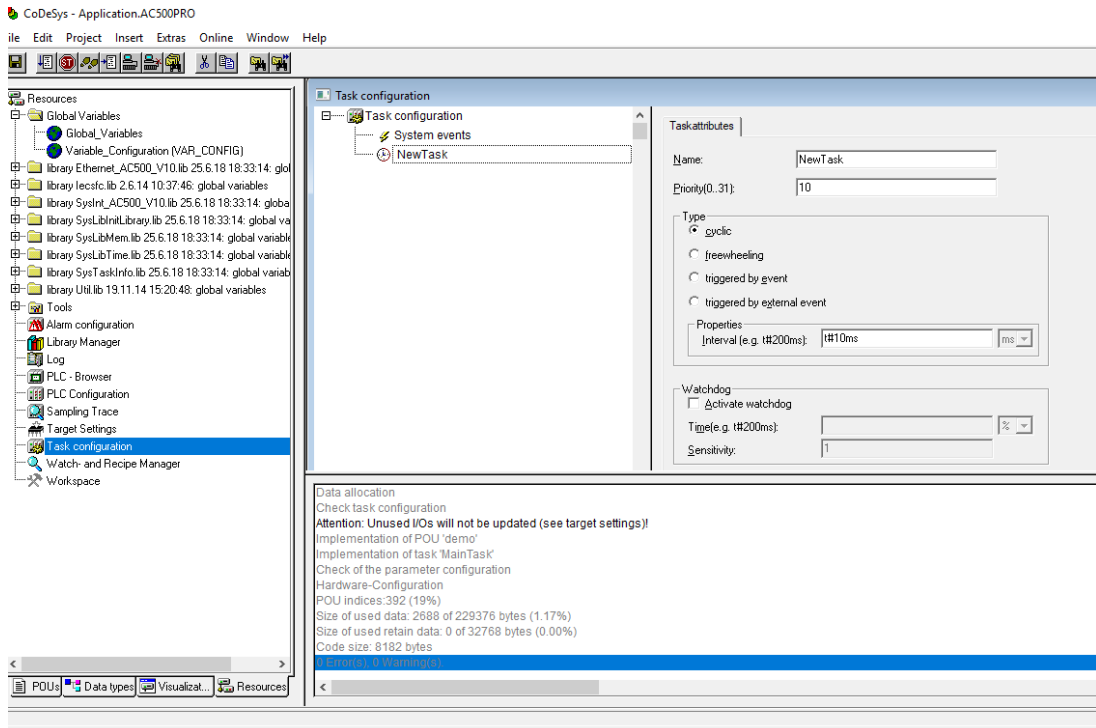 CoDeSys - Application.AC500PRO
ile Edit Project Insert Extras Online Window Help
Resources
Global Variables
Global_Variables
Variable_Configuration (VAR_CONFIG)
library Ethernet_AC500_V10.lib 25.6.18 18:33:14: glol
library Iecsfc.lib 2.6.14 10:37:46: global variables
library SysInt_AC500_V10.lib 25.6.18 18:33:14: globa
library SysLibInitLibrary.lib 25.6.18 18:33:14: global va
library SysLibMem.lib 25.6.18 18:33:14: global variable
library SysLibTime.lib 25.6.18 18:33:14: global variable
library SysTaskInfo.lib 25.6.18 18:33:14: global variab
library Util.lib 19.11.14 15:20:48: global variables
Tools
Alarm configuration
Library Manager
Log
PLC - Browser
PLC Configuration
Sampling Trace
Target Settings
Task configuration
Watch- and Recipe Manager
Workspace
POUs Data types Visualizat... Resources
Task configuration
Task configuration
System events
NewTask
Taskattributes
Name: NewTask
Priority(0..31): 10
Type
cyclic
freewheeling
triggered by event
triggered by external event
Properties
Interval (e.g. t#200ms): t#10ms ms
Watchdog
Activate watchdog
Time(e.g. t#200ms): %
Sensitivity: 1
Data allocation
Check task configuration
Attention: Unused I/Os will not be updated (see target settings)!
Implementation of POU 'demo'
Implementation of task 'MainTask'
Check of the parameter configuration
Hardware-Configuration
POU indices:392 (19%)
Size of used data: 2688 of 229376 bytes (1.17%)
Size of used retain data: 0 of 32768 bytes (0.00%)
Code size: 8182 bytes
0 Error(s), 0 Warning(s).